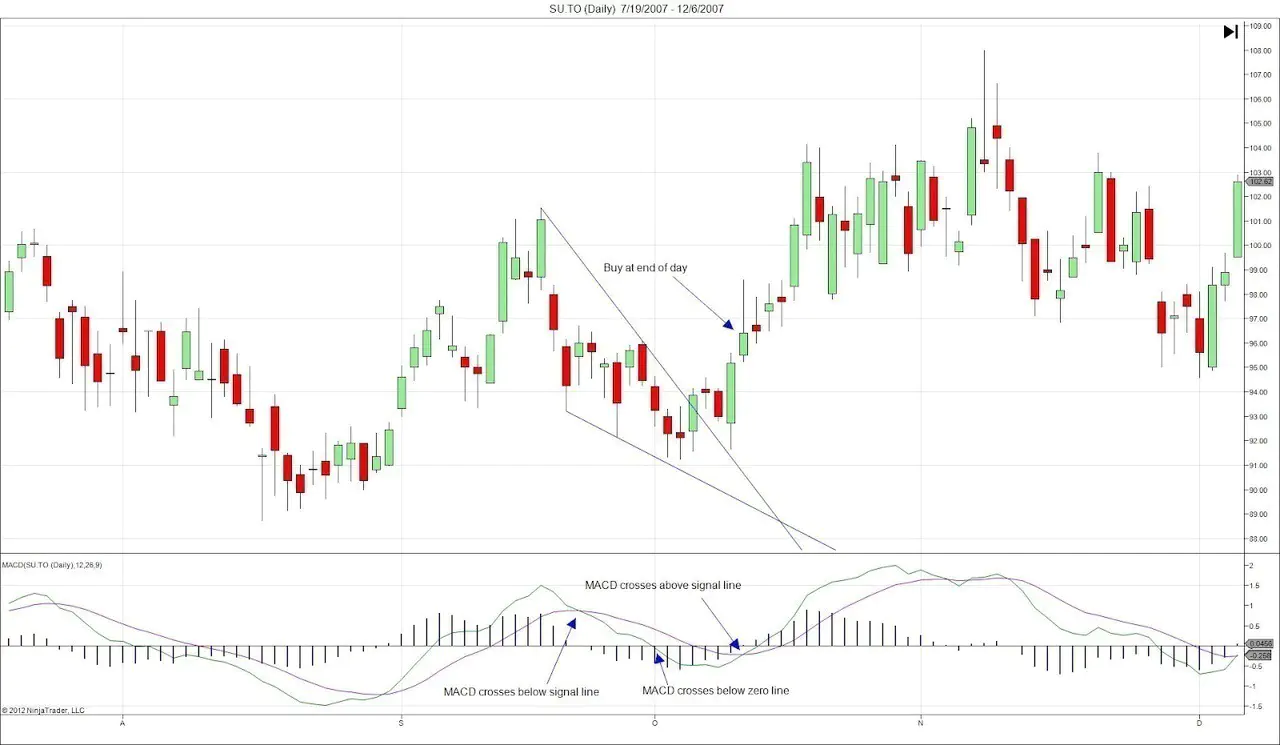 SU.TO (Daily) 7/19/2007 - 12/6/2007
109.00
108.00
107.00
106.00
105.00
104.00
103.00
102.62
102.00
101.00
100.00
99.00
98.00
97.00
96.00
95.00
94.00
93.00
92.00
91.00
90.00
89.00
88.00
Buy at end of day
MACD(SU.TO (Daily),12,26,9)
MACD crosses above signal line
MACD crosses below signal line
MACD crosses below zero line
2
1.5
1
0.5
-0.5
-1
-1.5
© 2012 NinjaTrader, LLC
A
S
O
N
D